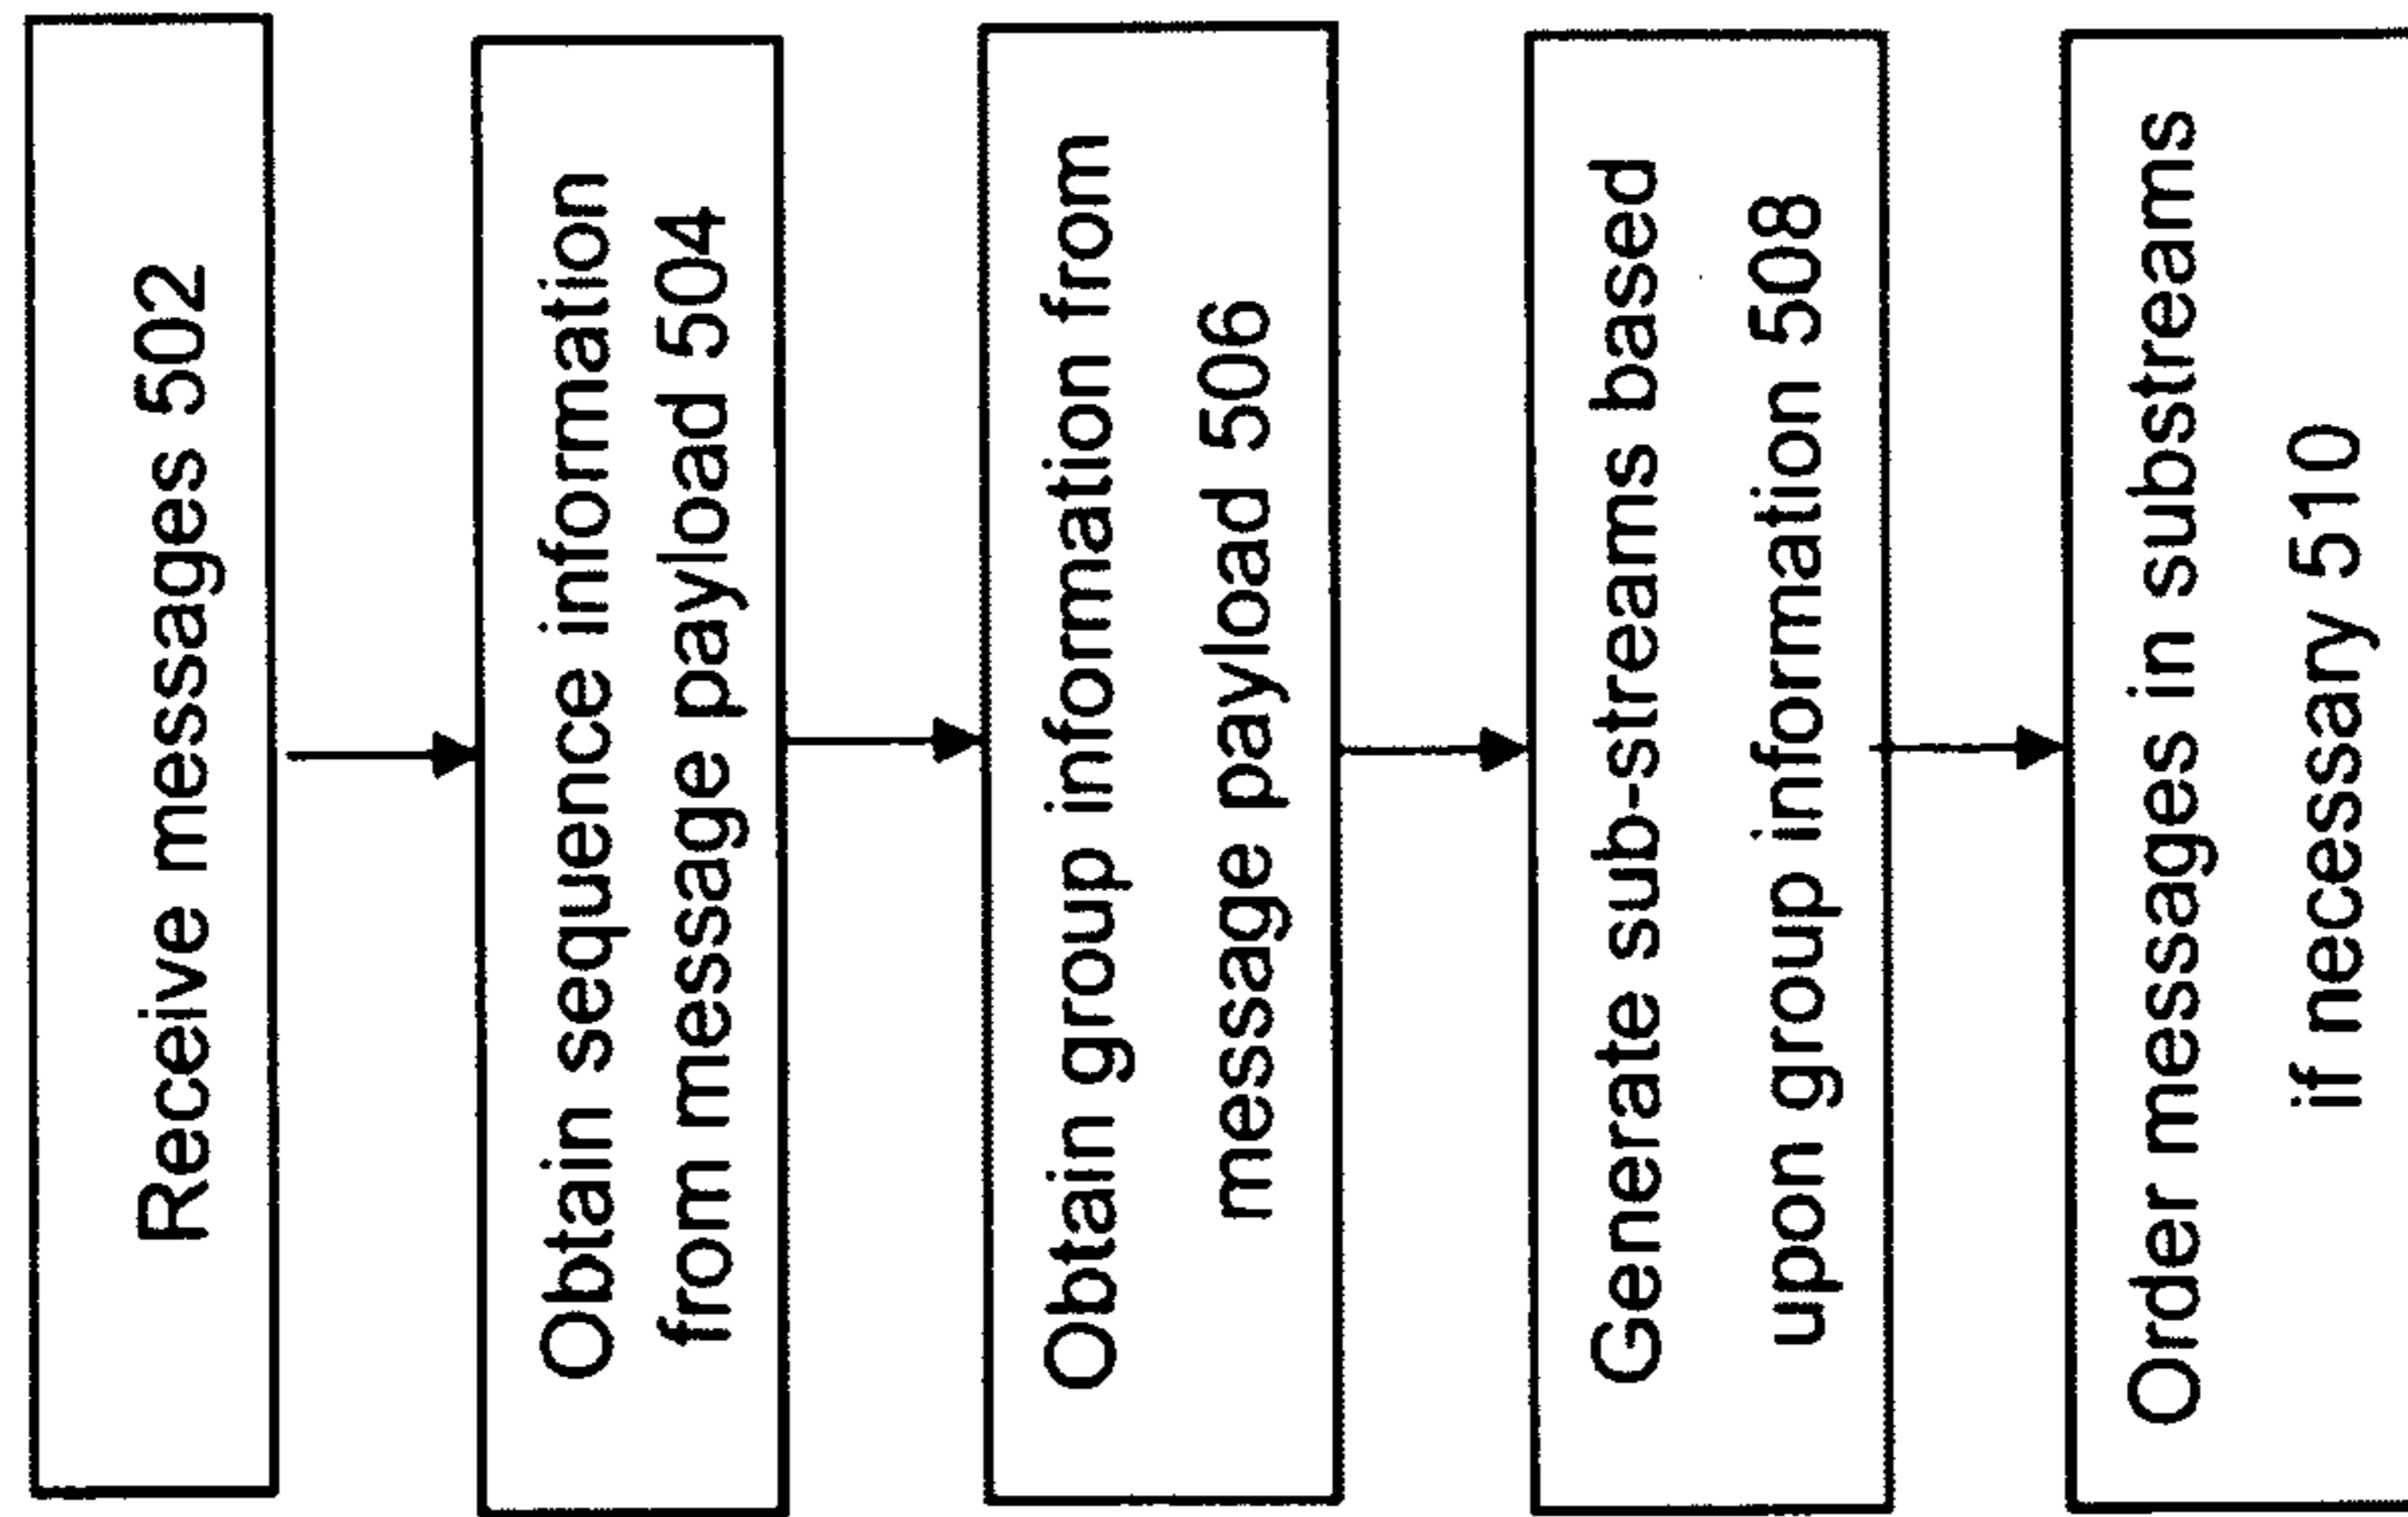 Receive messages 502
Obtain sequence information
from message payload 504
Obtain group information from
message payload 506
Generate sub-streams based
upon group information 508
Order messages in substreams
if necessary 510